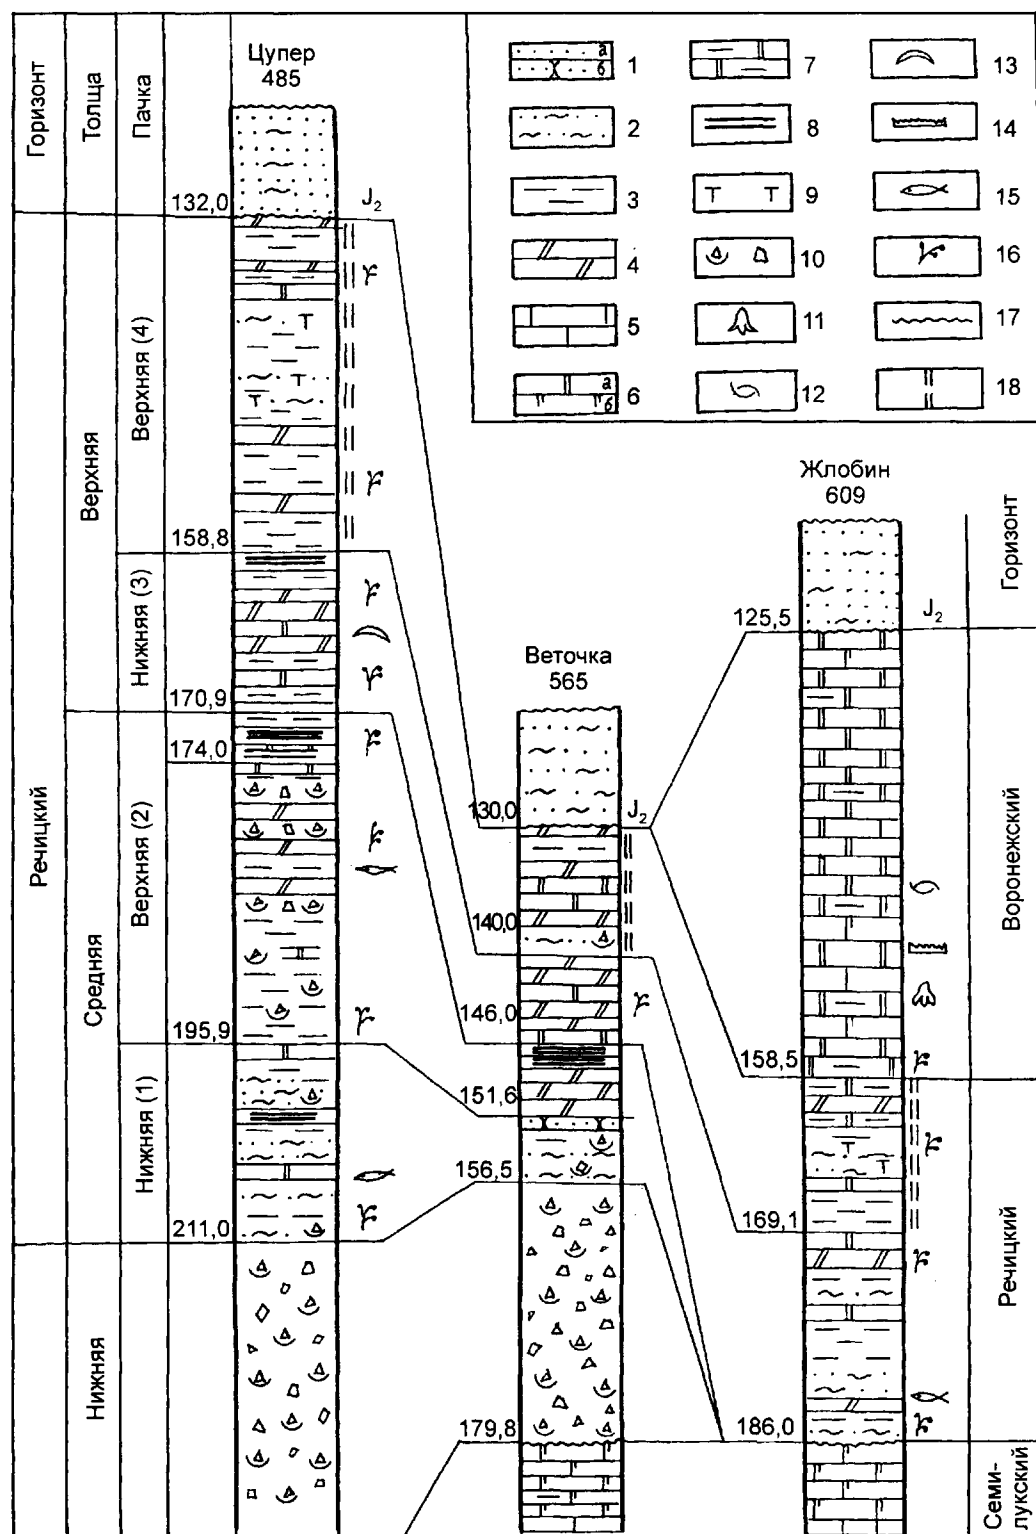 Горизонт
Толща
Пачка
Цупер
485
132,0
J₂
Верхняя (4)
Верхняя
158,8
Нижняя (3)
170,9
174,0
Речицкий
Верхняя (2)
Средняя
195,9
Нижняя (1)
211,0
Нижняя
а
б
1
2
3
4
5
а
б
6
7
8
9
10
11
12
13
14
15
16
17
18
Веточка
565
130,0
J₂
140,0
146,0
151,6
156,5
179,8
Жлобин
609
125,5
J₂
158,5
169,1
186,0
Горизонт
Воронежский
Речицкий
Семи-
лукский